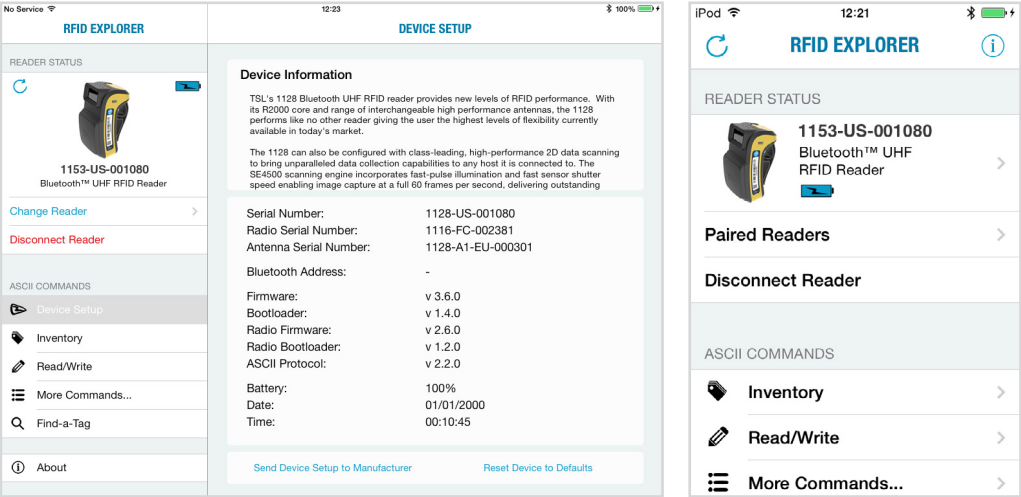 No Service 12:23 100%
RFID EXPLORER
READER STATUS
1153-US-001080
Bluetooth™ UHF RFID Reader
Change Reader
Disconnect Reader
ASCII COMMANDS
Device Setup
Inventory
Read/Write
More Commands...
Find-a-Tag
About
DEVICE SETUP
Device Information
TSL's 1128 Bluetooth UHF RFID reader provides new levels of RFID performance. With
its R2000 core and range of interchangeable high performance antennas, the 1128
performs like no other reader giving the user the highest levels of flexibility currently
available in today's market.
The 1128 can also be configured with class-leading, high-performance 2D data scanning
to bring unparalleled data collection capabilities to any host it is connected to. The
SE4500 scanning engine incorporates fast-pulse illumination and fast sensor shutter
speed enabling image capture at a full 60 frames per second, delivering outstanding
Serial Number: 1128-US-001080
Radio Serial Number: 1116-FC-002381
Antenna Serial Number: 1128-A1-EU-000301
Bluetooth Address: -
Firmware: v 3.6.0
Bootloader: v 1.4.0
Radio Firmware: v 2.6.0
Radio Bootloader: v 1.2.0
ASCII Protocol: v 2.2.0
Battery: 100%
Date: 01/01/2000
Time: 00:10:45
Send Device Setup to Manufacturer Reset Device to Defaults
iPod 12:21
RFID EXPLORER
READER STATUS
1153-US-001080
Bluetooth™ UHF
RFID Reader
Paired Readers
Disconnect Reader
ASCII COMMANDS
Inventory
Read/Write
More Commands...